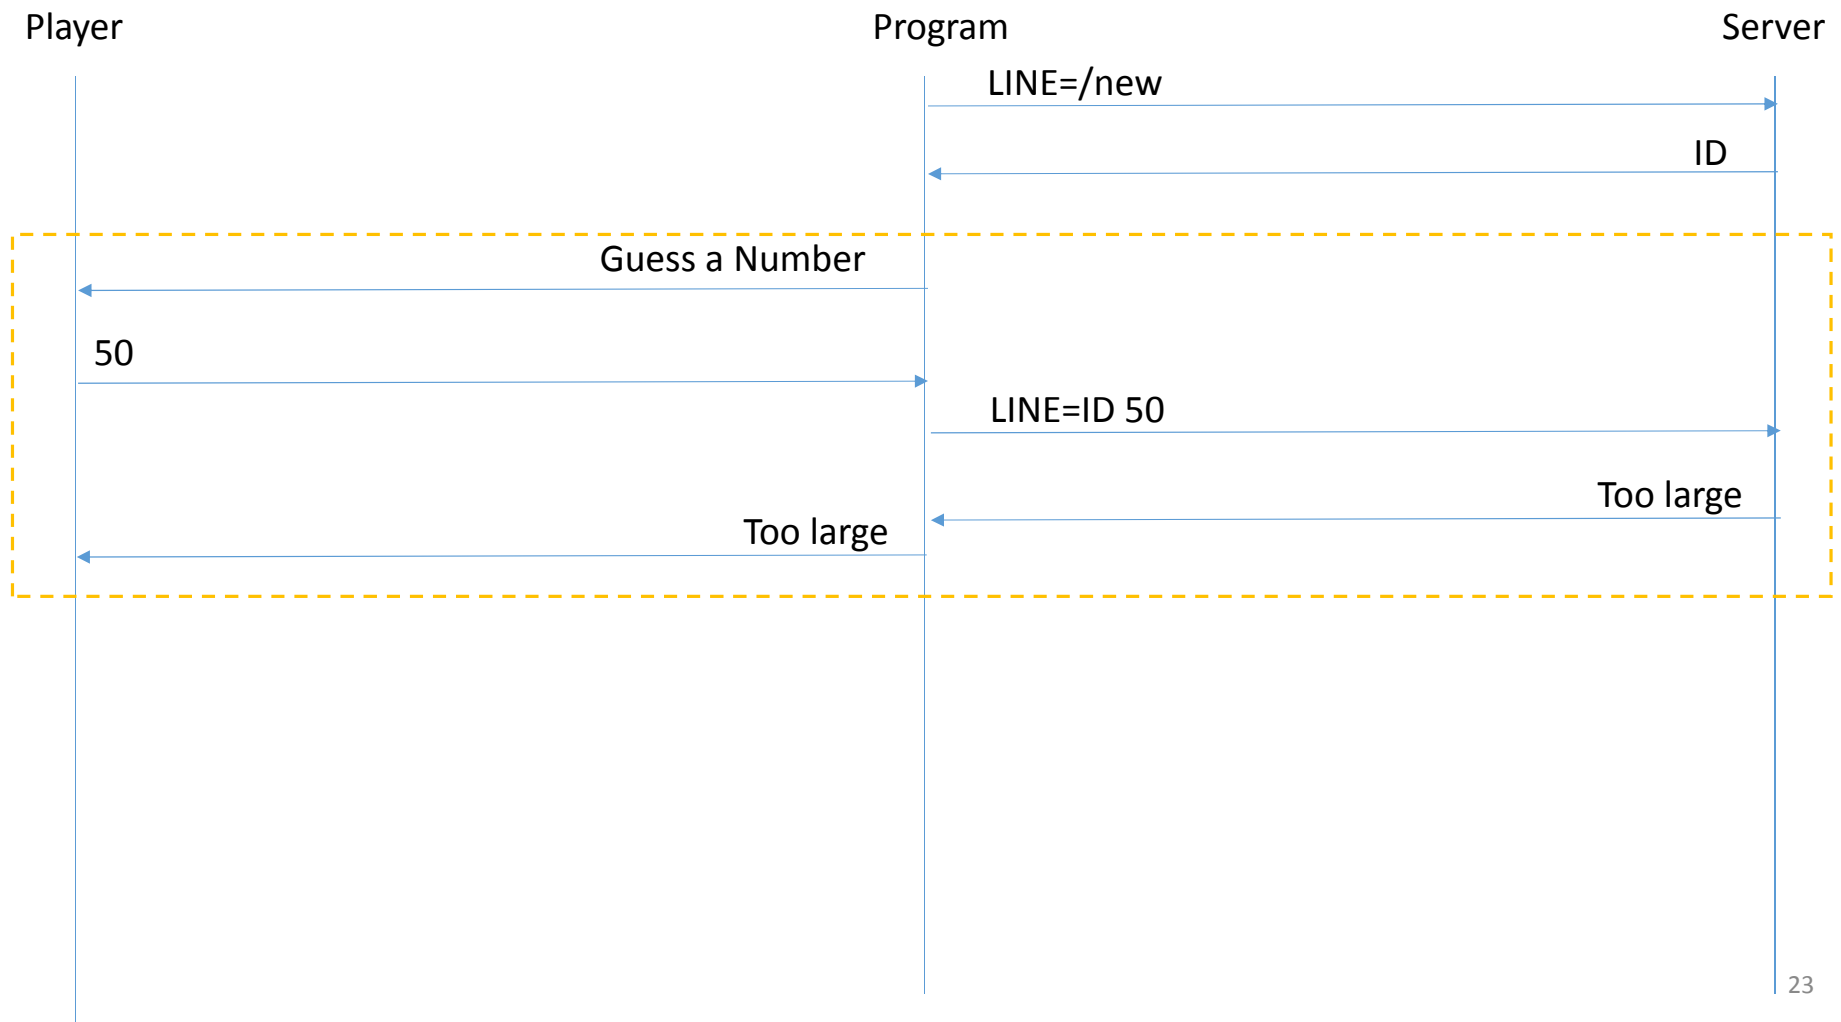 Player Program Server
LINE=/new
ID
Guess a Number
50
LINE=ID 50
Too large
Too large
23